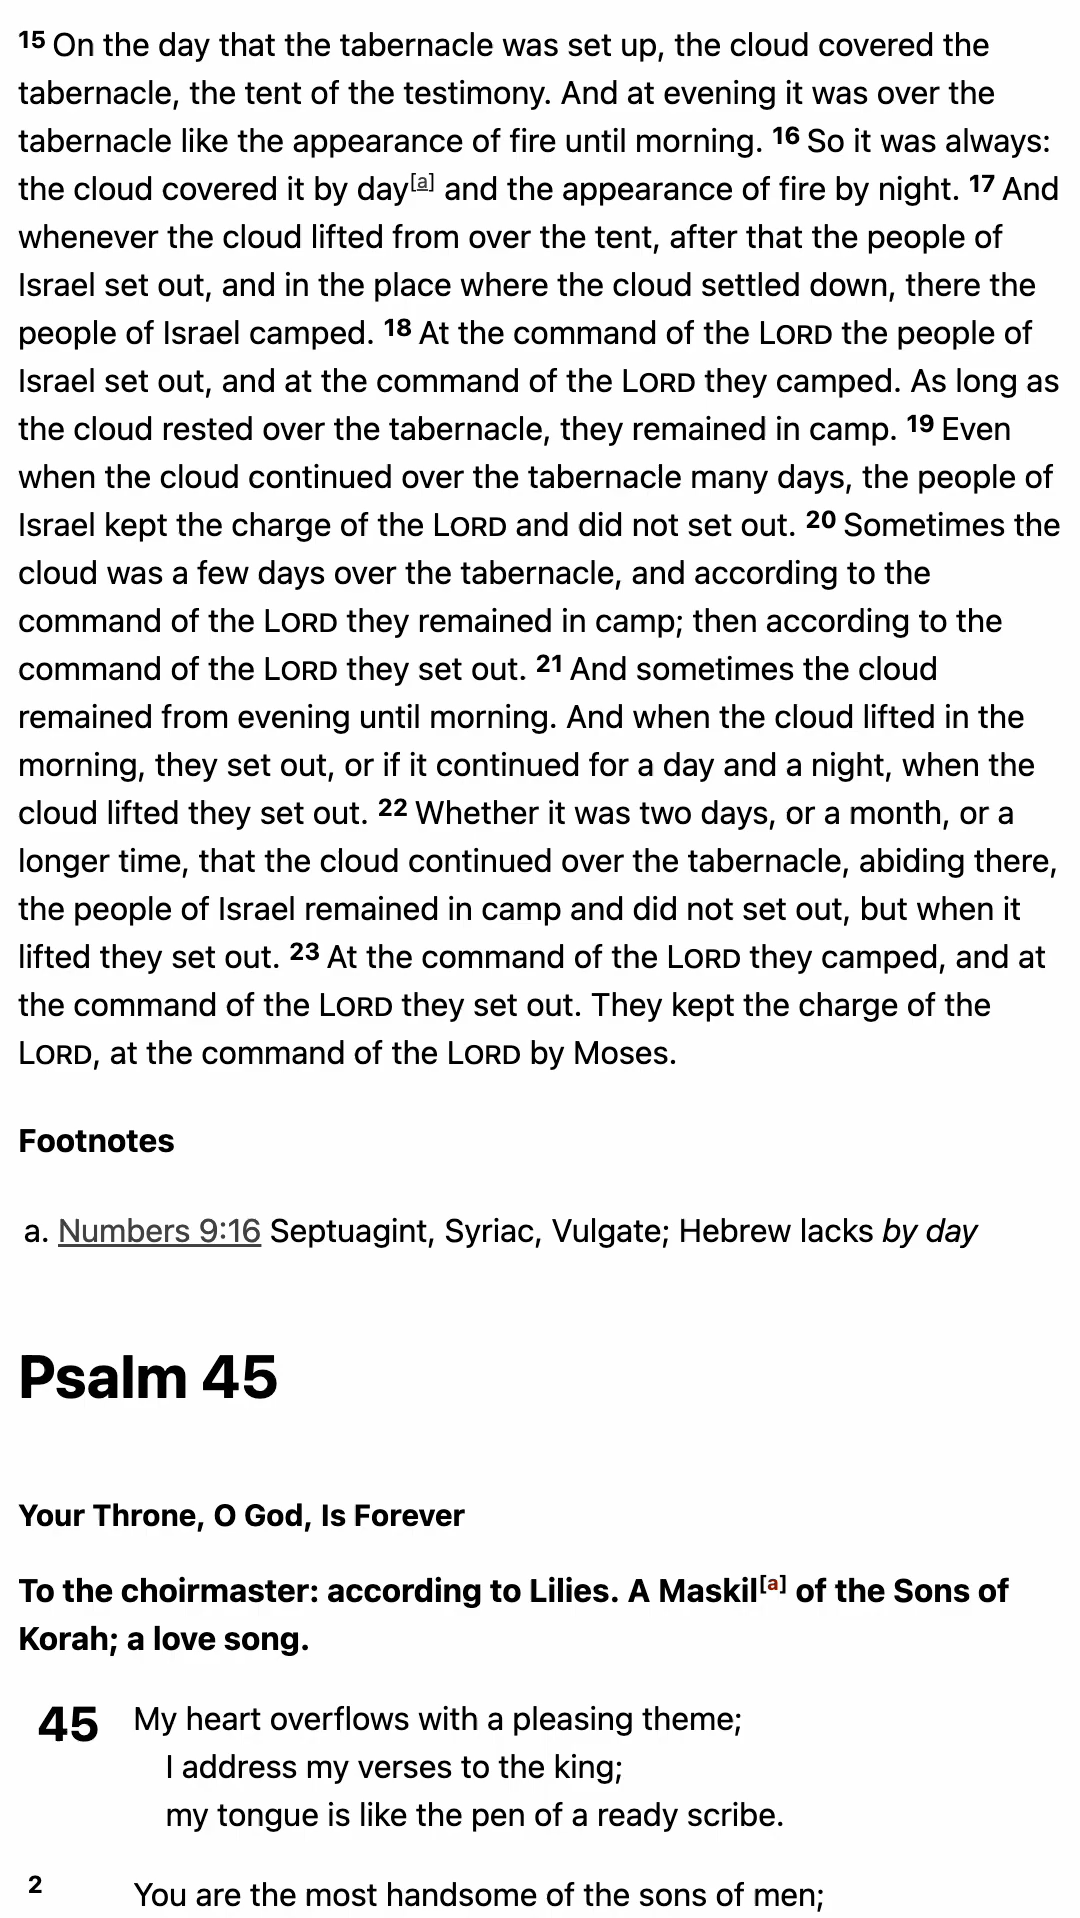 15 On the day that the tabernacle was set up, the cloud covered the
tabernacle, the tent of the testimony. And at evening it was over the
tabernacle like the appearance of fire until morning. 16 So it was always:
the cloud covered it by day[a] and the appearance of fire by night. 17 And
whenever the cloud lifted from over the tent, after that the people of
Israel set out, and in the place where the cloud settled down, there the
people of Israel camped. 18 At the command of the LORD the people of
Israel set out, and at the command of the LORD they camped. As long as
the cloud rested over the tabernacle, they remained in camp. 19 Even
when the cloud continued over the tabernacle many days, the people of
Israel kept the charge of the LORD and did not set out. 20 Sometimes the
cloud was a few days over the tabernacle, and according to the
command of the LORD they remained in camp; then according to the
command of the LORD they set out. 21 And sometimes the cloud
remained from evening until morning. And when the cloud lifted in the
morning, they set out, or if it continued for a day and a night, when the
cloud lifted they set out. 22 Whether it was two days, or a month, or a
longer time, that the cloud continued over the tabernacle, abiding there,
the people of Israel remained in camp and did not set out, but when it
lifted they set out. 23 At the command of the LORD they camped, and at
the command of the LORD they set out. They kept the charge of the
LORD, at the command of the LORD by Moses.
Footnotes
a. Numbers 9:16 Septuagint, Syriac, Vulgate; Hebrew lacks by day
Psalm 45
Your Throne, O God, Is Forever
To the choirmaster: according to Lilies. A Maskil[a] of the Sons of
Korah; a love song.
45 My heart overflows with a pleasing theme;
I address my verses to the king;
my tongue is like the pen of a ready scribe.
2 You are the most handsome of the sons of men;